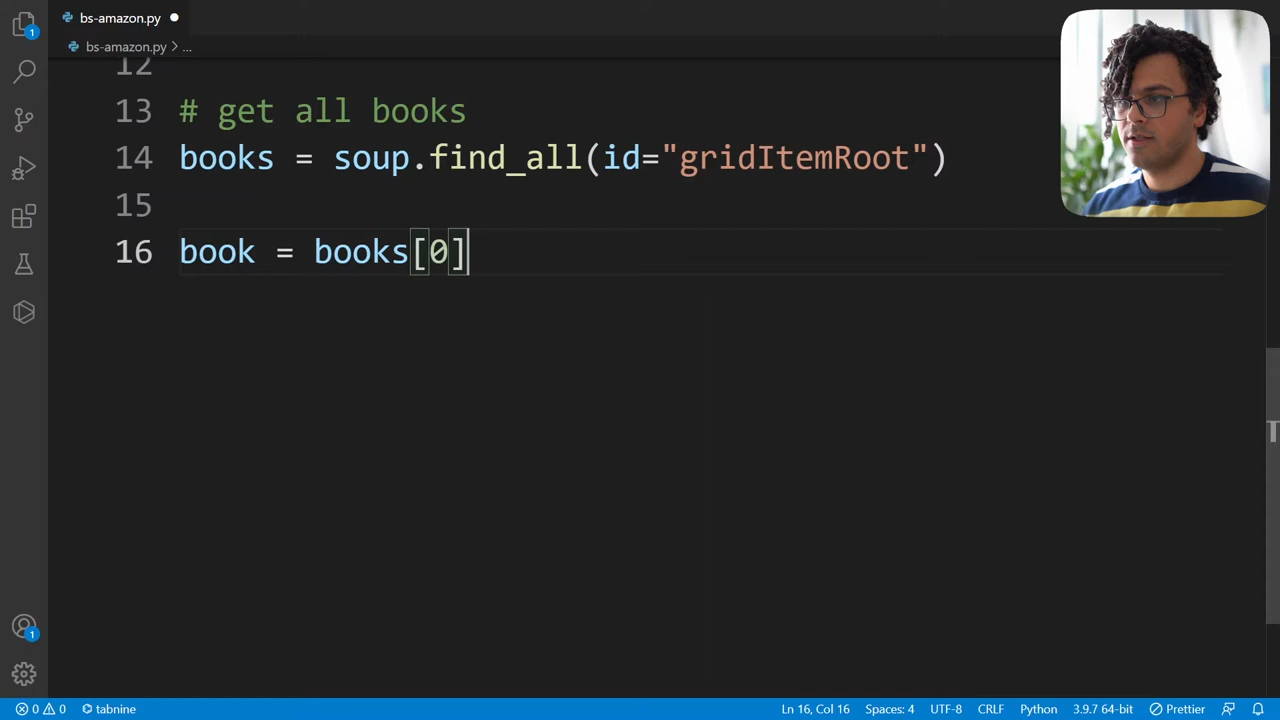 bs-amazon.py
bs-amazon.py > ...
12
13 # get all books
14 books = soup.find_all(id="gridItemRoot")
15
16 book = books[0]
1
1
0 0 tabnine Ln 16, Col 16 Spaces: 4 UTF-8 CRLF Python 3.9.7 64-bit Prettier